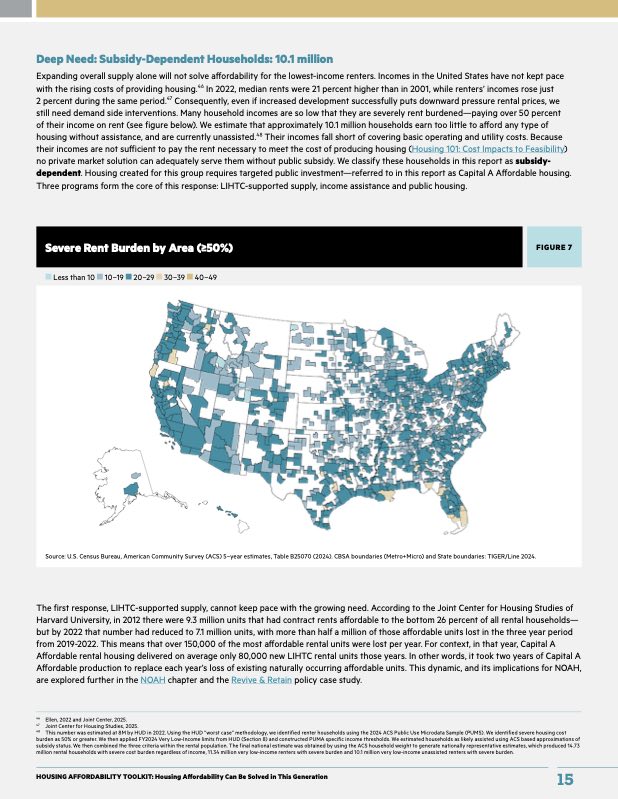 Deep Need: Subsidy-Dependent Households: 10.1 million
Expanding overall supply alone will not solve affordability for the lowest-income renters. Incomes in the United States have not kept pace
with the rising costs of providing housing.⁴⁶ In 2022, median rents were 21 percent higher than in 2001, while renters’ incomes rose just
2 percent during the same period.⁴⁷ Consequently, even if increased development successfully puts downward pressure rental prices, we
still need demand side interventions. Many household incomes are so low that they are severely rent burdened—paying over 50 percent
of their income on rent (see figure below). We estimate that approximately 10.1 million households earn too little to afford any type of
housing without assistance, and are currently unassisted.⁴⁸ Their incomes fall short of covering basic operating and utility costs. Because
their incomes are not sufficient to pay the rent necessary to meet the cost of producing housing (Housing 101: Cost Impacts to Feasibility)
no private market solution can adequately serve them without public subsidy. We classify these households in this report as subsidy-
dependent. Housing created for this group requires targeted public investment—referred to in this report as Capital A Affordable housing.
Three programs form the core of this response: LIHTC-supported supply, income assistance and public housing.
Severe Rent Burden by Area (≥50%)
FIGURE 7
Less than 10 10–19 20–29 30–39 40–49
Source: U.S. Census Bureau, American Community Survey (ACS) 5-year estimates, Table B25070 (2024). CBSA boundaries (Metro+Micro) and State boundaries: TIGER/Line 2024.
The first response, LIHTC-supported supply, cannot keep pace with the growing need. According to the Joint Center for Housing Studies of
Harvard University, in 2012 there were 9.3 million units that had contract rents affordable to the bottom 26 percent of all rental households—
but by 2022 that number had reduced to 7.1 million units, with more than half a million of those affordable units lost in the three year period
from 2019-2022. This means that over 150,000 of the most affordable rental units were lost per year. For context, in that year, Capital A
Affordable rental housing delivered on average only 80,000 new LIHTC rental units those years. In other words, it took two years of Capital A
Affordable production to replace each year’s loss of existing naturally occurring affordable units. This dynamic, and its implications for NOAH,
are explored further in the NOAH chapter and the Revive & Retain policy case study.
⁴⁶ Ellen, 2022 and Joint Center, 2025.
⁴⁷ Joint Center for Housing Studies, 2025.
⁴⁸ This number was estimated at 8M by HUD in 2022. Using the HUD “worst case” methodology, we identified renter households using the 2024 ACS Public Use Microdata Sample (PUMS). We identified severe housing cost
burden as 50% or greater. We then applied FY2024 Very Low-Income limits from HUD (Section 8) and constructed PUMA specific income thresholds. We estimated households as likely assisted using ACS based approximations of
subsidy status. We then combined the three criteria within the rental population. The final national estimate was obtained by using the ACS household weight to generate nationally representative estimates, which produced 14.73
million rental households with severe cost burden regardless of income, 11.34 million very low-income renters with severe burden and 10.1 million very low-income unassisted renters with severe burden.
HOUSING AFFORDABILITY TOOLKIT: Housing Affordability Can Be Solved in This Generation
15